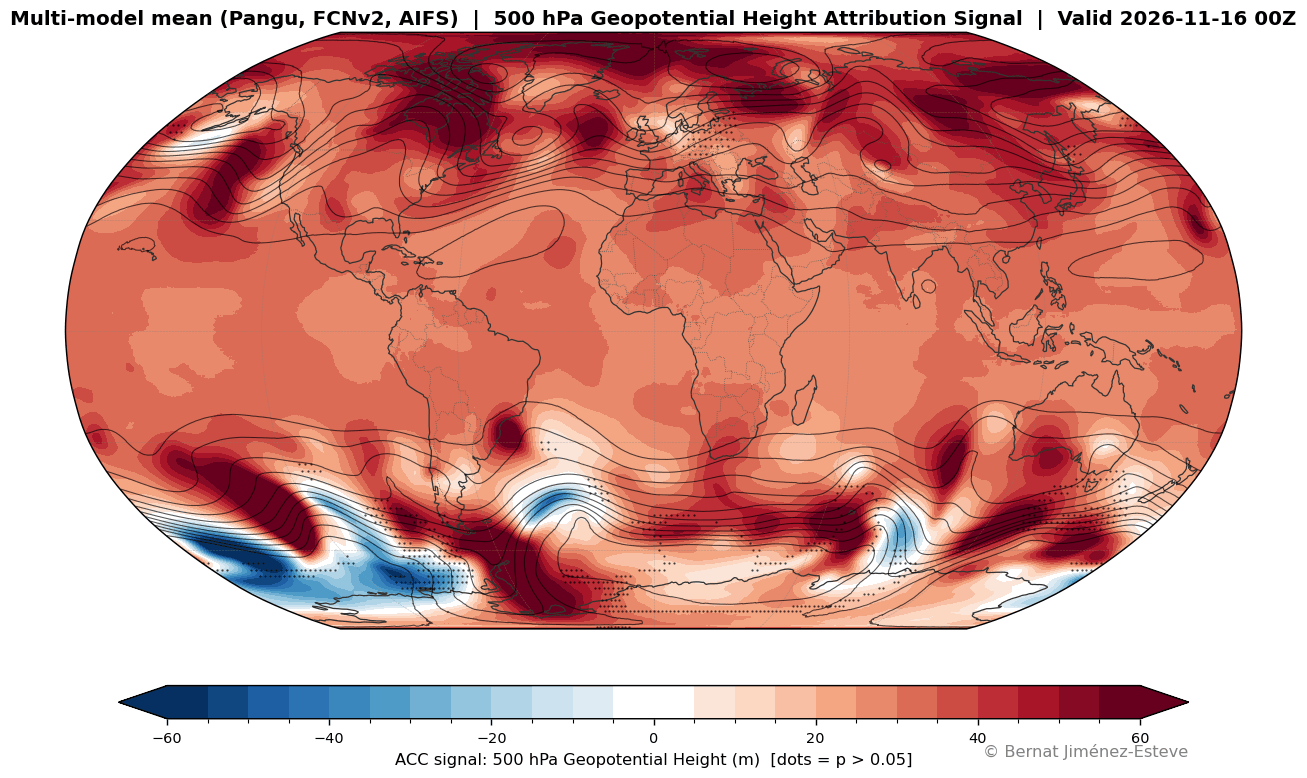 Multi-model mean (Pangu, FCNv2, AIFS)  |  500 hPa Geopotential Height Attribution Signal  |  Valid 2026-11-16 00Z
−60 −40 −20 0 20 40 60
ACC signal: 500 hPa Geopotential Height (m)  [dots = p > 0.05]
© Bernat Jiménez-Esteve